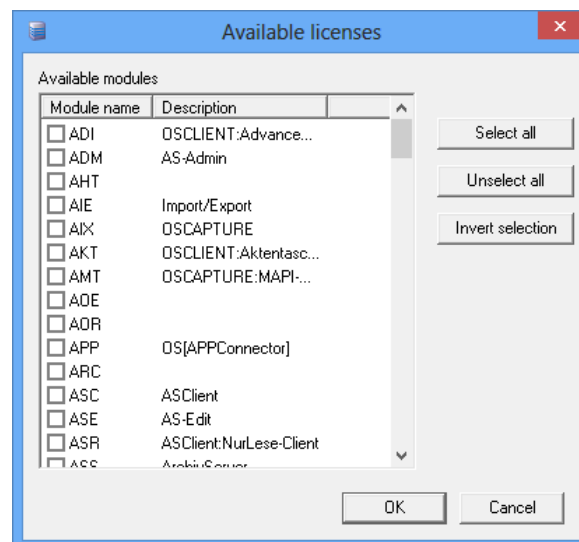 Available licenses
Available modules
Module name Description
ADI OSCLIENT:Advance...
ADM AS-Admin
AHT
AIE Import/Export
AIX OSCAPTURE
AKT OSCLIENT:Aktentasc...
AMT OSCAPTURE:MAPI-...
AOE
AOR
APP OS[APPConnector]
ARC
ASC ASClient
ASE AS-Edit
ASR ASClient:NurLese-Client
ASS ArchivServer
Select all
Unselect all
Invert selection
OK
Cancel